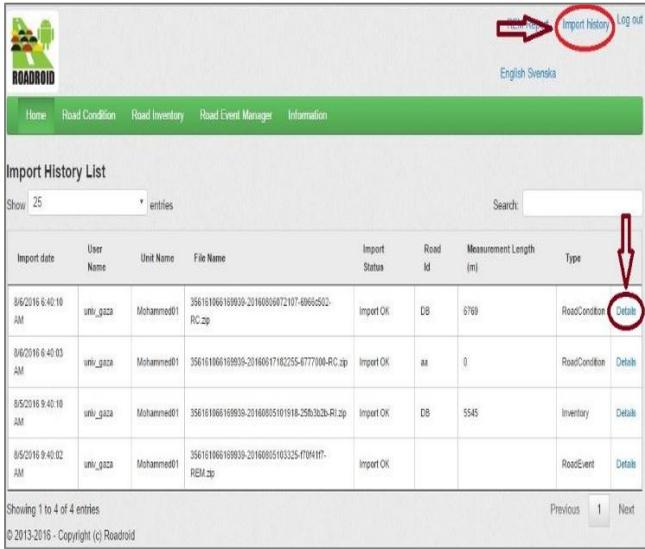 REM Report Import history Log out
English Svenska
ROADROID
Home Road Condition Road Inventory Road Event Manager Information
Import History List
Show 25 entries Search:
Import date User Name Unit Name File Name Import Status Road Id Measurement Length (m) Type
8/6/2016 6:40:10 AM univ_gaza Mohammed01 356161066169939-20160806072107-6966c502-RC.zip Import OK DB 6769 RoadCondition Details
8/6/2016 6:40:03 AM univ_gaza Mohammed01 356161066169939-20160617182255-6777000-RC.zip Import OK aa 0 RoadCondition Details
8/5/2016 9:40:10 AM univ_gaza Mohammed01 356161066169939-20160805101918-25fb3b2b-RI.zip Import OK DB 5545 Inventory Details
8/5/2016 9:40:02 AM univ_gaza Mohammed01 356161066169939-20160805103325-f70f41f7-REM.zip Import OK RoadEvent Details
Showing 1 to 4 of 4 entries Previous 1 Next
© 2013-2016 - Copyright (c) Roadroid